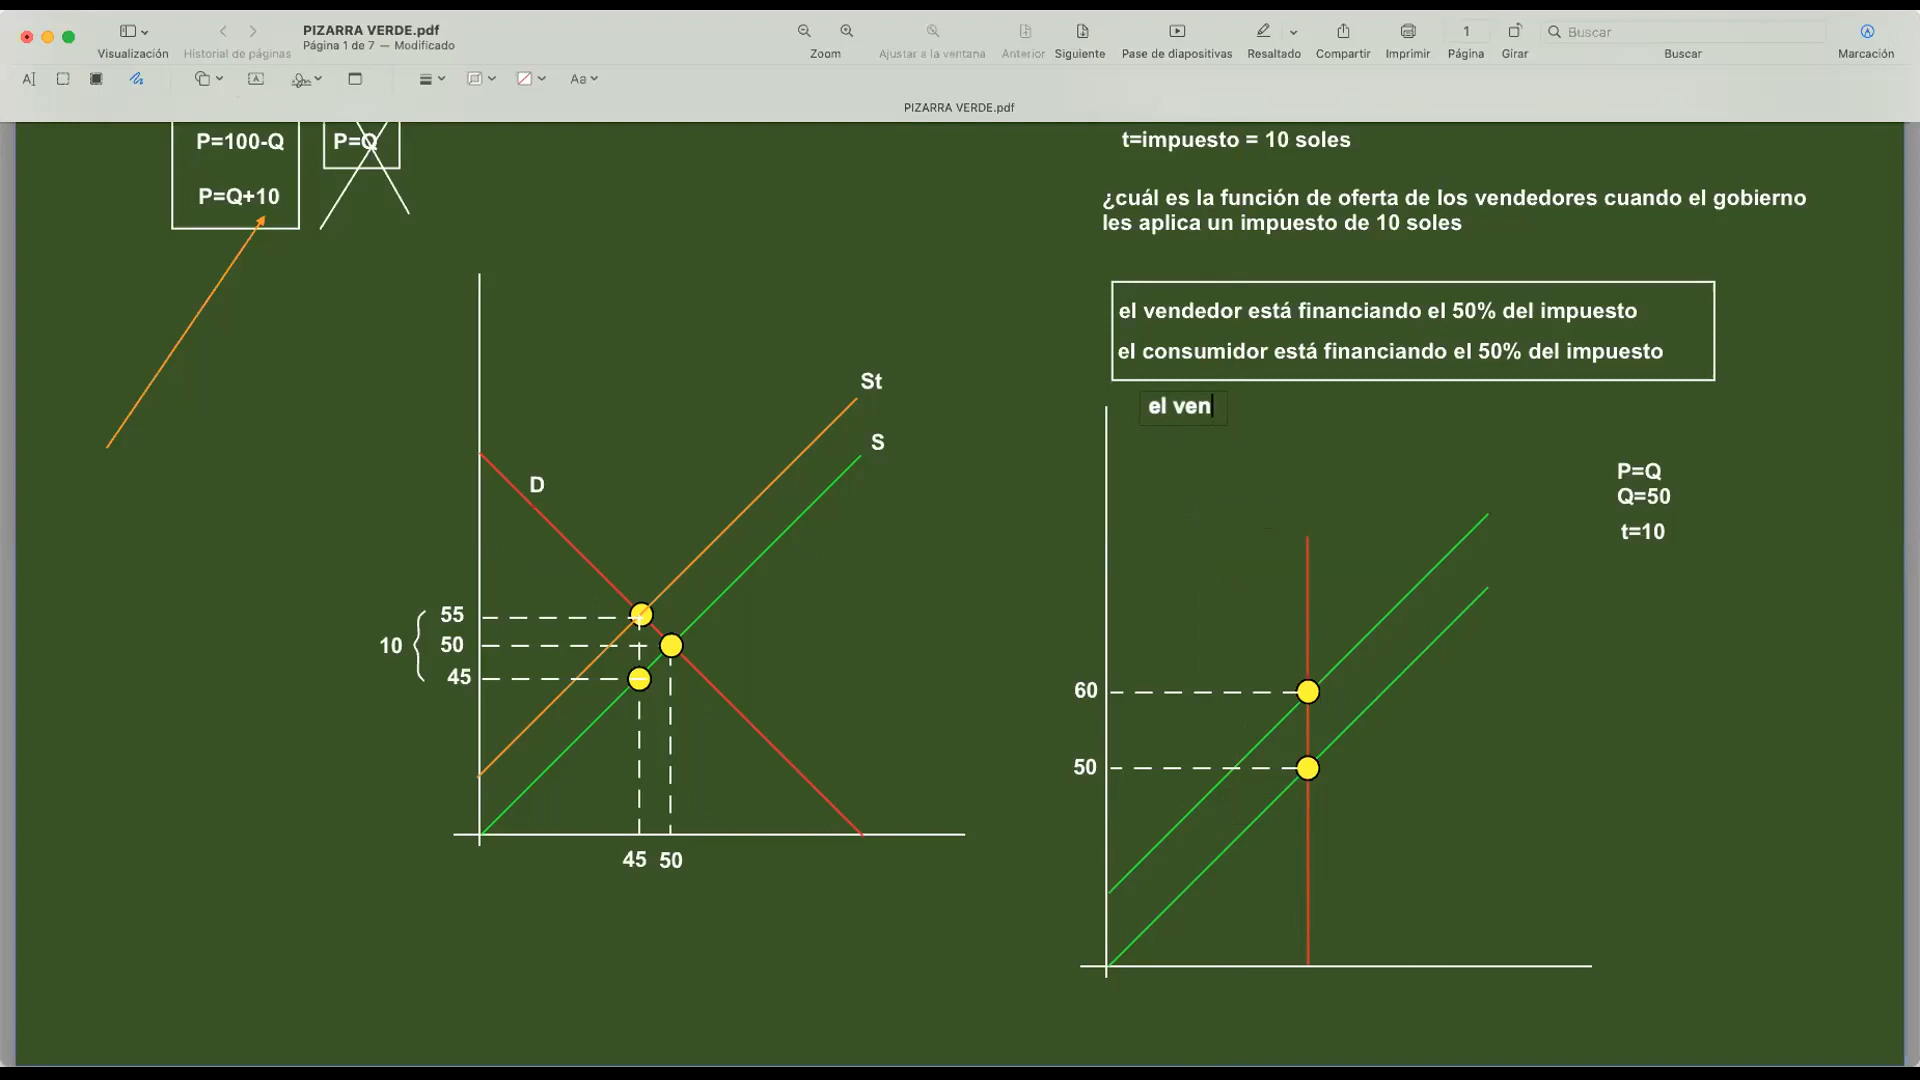 PIZARRA VERDE.pdf
Página 1 de 7 — Modificado
Visualización
Historial de páginas
Zoom
Ajustar a la ventana
Anterior
Siguiente
Pase de diapositivas
Resaltado
Compartir
Imprimir
1
Página
Girar
Buscar
Buscar
Marcación
A
Aa
PIZARRA VERDE.pdf
P=100-Q
P=Q
P=Q+10
t=impuesto = 10 soles
¿cuál es la función de oferta de los vendedores cuando el gobierno
les aplica un impuesto de 10 soles
el vendedor está financiando el 50% del impuesto
el consumidor está financiando el 50% del impuesto
el ven
St
S
D
55
10
50
45
45
50
P=Q
Q=50
t=10
60
50